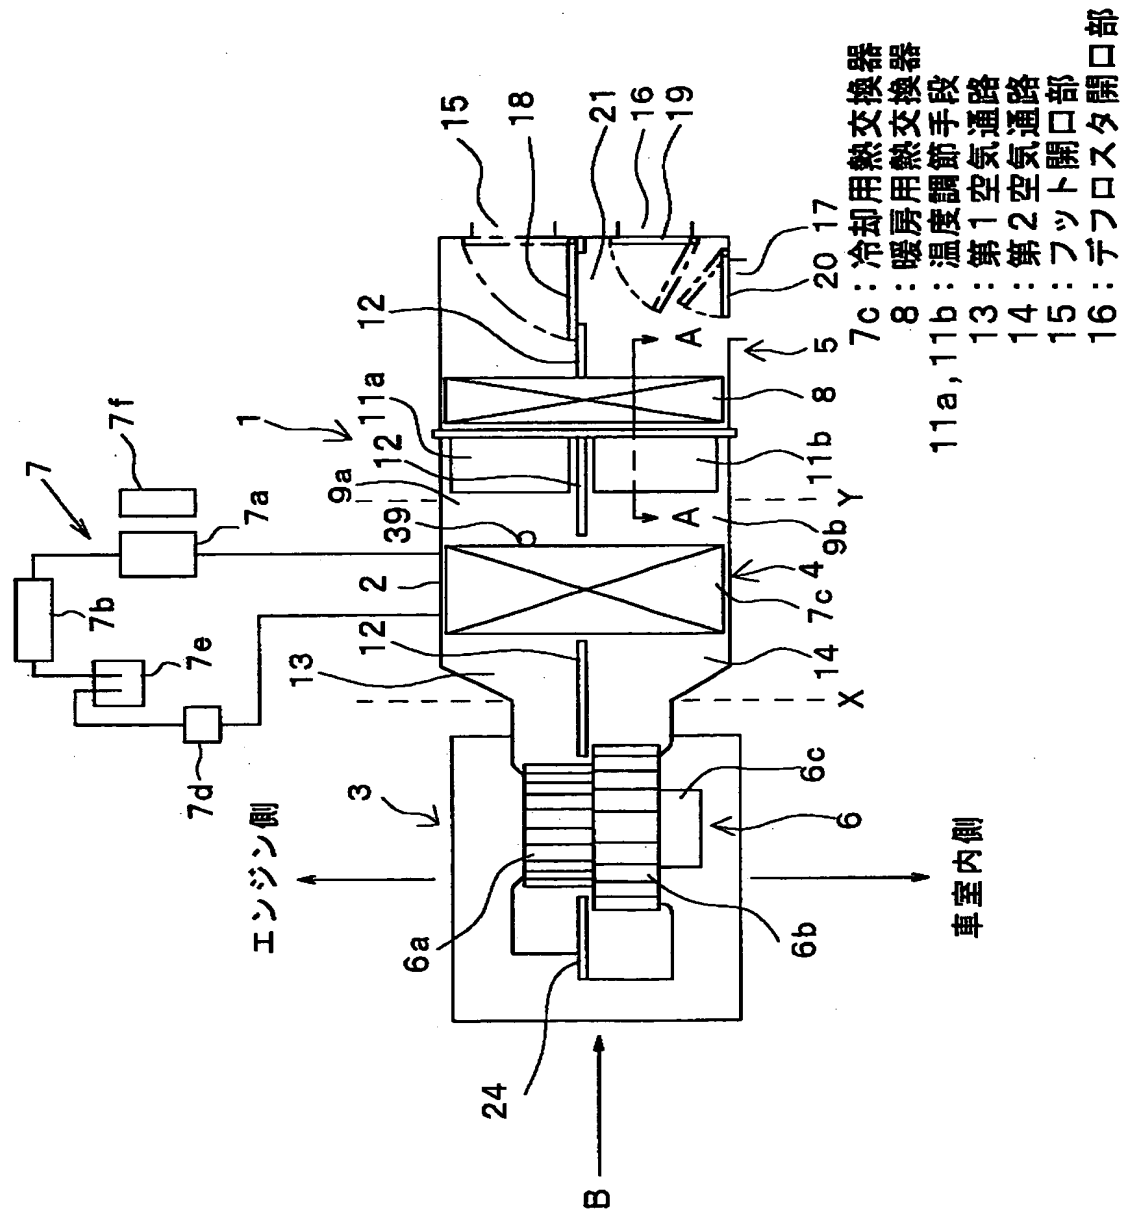 7
7f
7a
7b
7e
7d
1
エンジン側
3
13
12
2
39
9a
12
11a
12
18
15
6a
24
B
21
16
19
A
A
8
5
20
17
11b
Y
9b
4
7c
14
X
6c
6
6b
車室内側
7c：冷却用熱交換器
8：暖房用熱交換器
11a,11b：温度調節手段
13：第１空気通路
14：第２空気通路
15：フット開口部
16：デフロスタ開口部